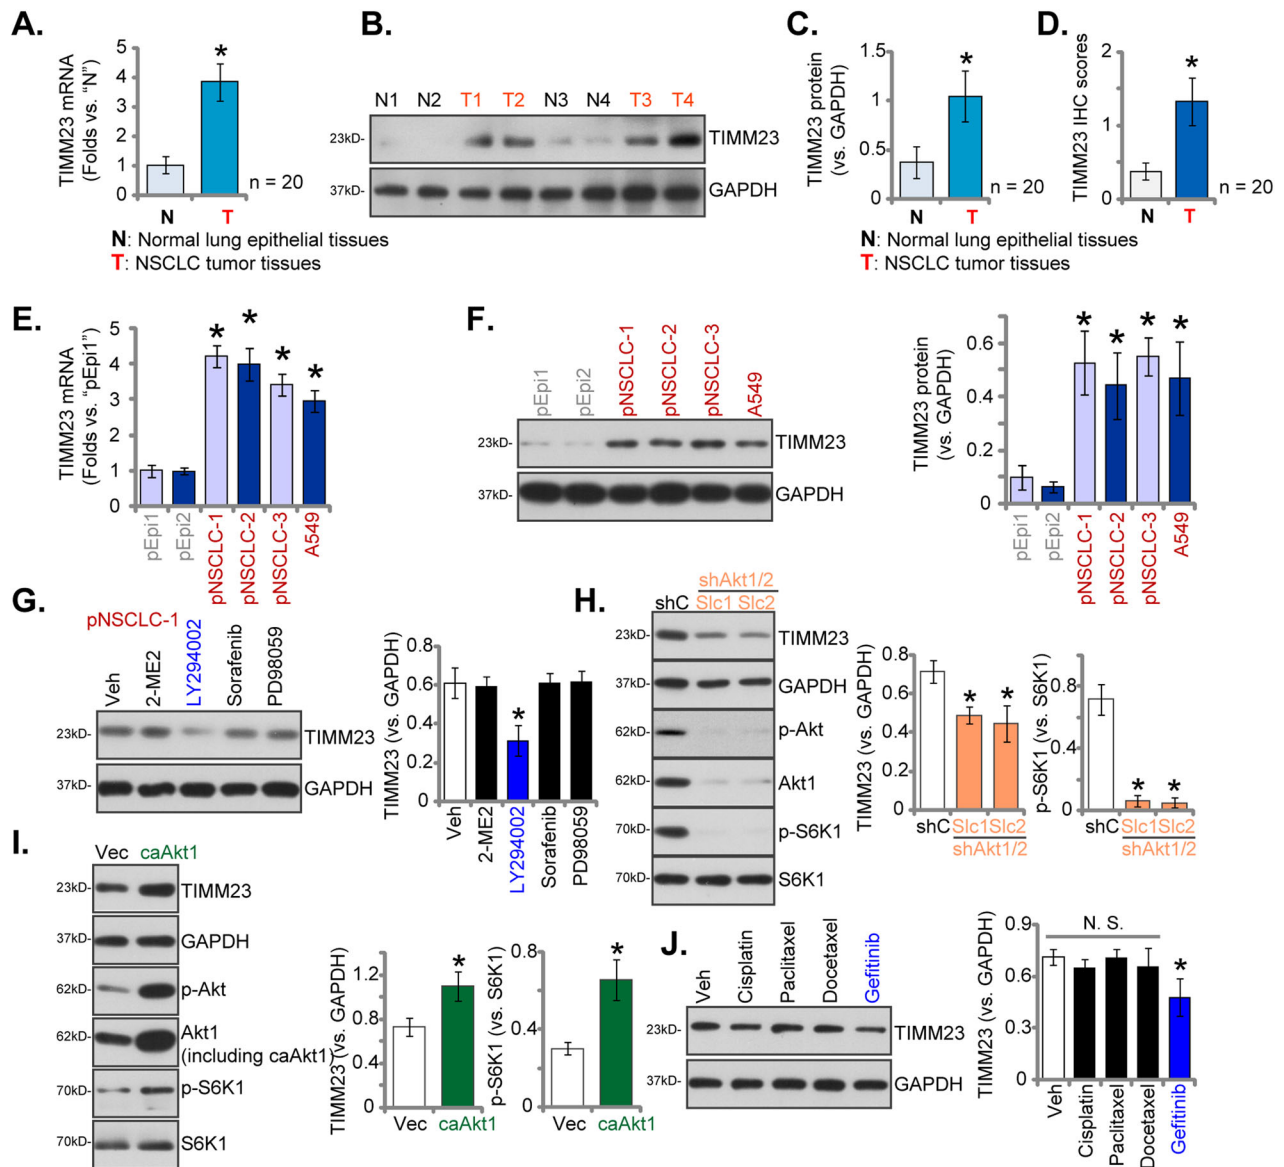 A.
TIMM23 mRNA
(Folds vs. “N”)
5
4
3
2
1
0
*
n = 20
N
T
B.
N1 N2 T1 T2 N3 N4 T3 T4
23kD-
TIMM23
37kD-
GAPDH
N: Normal lung epithelial tissues
T: NSCLC tumor tissues
C.
TIMM23 protein
(vs. GAPDH)
1.5
1
0.5
0
*
n = 20
N
T
D.
TIMM23 IHC scores
2
1
0
*
n = 20
N
T
N: Normal lung epithelial tissues
T: NSCLC tumor tissues
E.
TIMM23 mRNA
(Folds vs. “pEpi1”)
5
4
3
2
1
0
* * * *
pEpi1
pEpi2
pNSCLC-1
pNSCLC-2
pNSCLC-3
A549
F.
pEpi1
pEpi2
pNSCLC-1
pNSCLC-2
pNSCLC-3
A549
23kD-
TIMM23
37kD-
GAPDH
TIMM23 protein
(vs. GAPDH)
0.6
0.4
0.2
0
* * * *
pEpi1
pEpi2
pNSCLC-1
pNSCLC-2
pNSCLC-3
A549
G.
pNSCLC-1
Veh
2-ME2
LY294002
Sorafenib
PD98059
23kD-
TIMM23
37kD-
GAPDH
TIMM23 (vs. GAPDH)
0.8
0.6
0.4
0.2
0
*
Veh
2-ME2
LY294002
Sorafenib
PD98059
H.
shAkt1/2
shC Slc1 Slc2
23kD-
TIMM23
37kD-
GAPDH
62kD-
p-Akt
62kD-
Akt1
70kD-
p-S6K1
70kD-
S6K1
TIMM23 (vs. GAPDH)
0.8
0.6
0.4
0.2
0
* *
shC Slc1Slc2
shAkt1/2
p-S6K1 (vs. S6K1)
0.8
0.4
0
* *
shC Slc1Slc2
shAkt1/2
I.
Vec caAkt1
23kD-
TIMM23
37kD-
GAPDH
62kD-
p-Akt
62kD-
Akt1
(including caAkt1)
70kD-
p-S6K1
70kD-
S6K1
TIMM23 (vs. GAPDH)
1.2
0.8
0.4
0
*
Vec caAkt1
p-S6K1 (vs. S6K1)
0.8
0.4
0
*
Vec caAkt1
J.
Veh
Cisplatin
Paclitaxel
Docetaxel
Gefitinib
23kD-
TIMM23
37kD-
GAPDH
TIMM23 (vs. GAPDH)
0.9
0.6
0.3
0
N. S.
*
Veh
Cisplatin
Paclitaxel
Docetaxel
Gefitinib